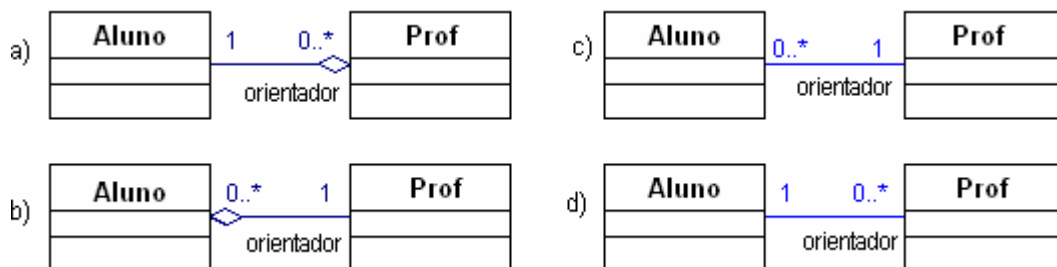 a)
Aluno
1
0..*
Prof
orientador
c)
Aluno
0..*
1
Prof
orientador
b)
Aluno
0..*
1
Prof
orientador
d)
Aluno
1
0..*
Prof
orientador